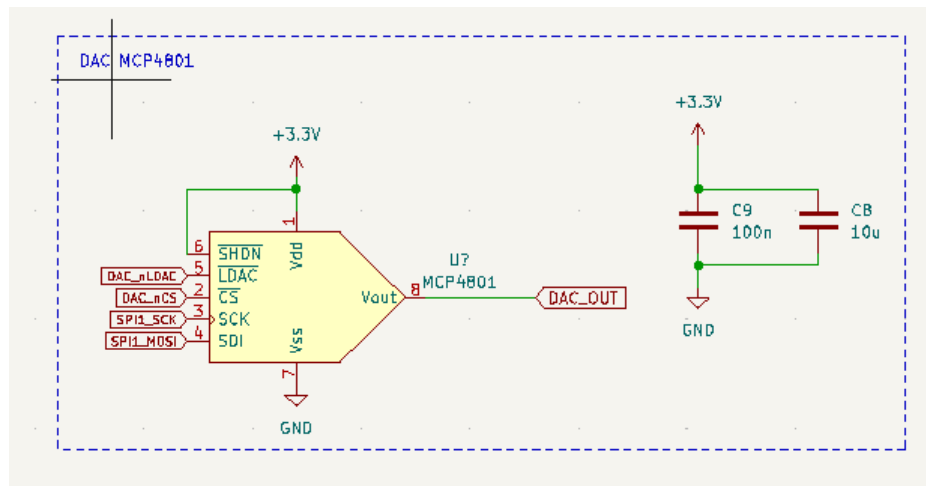 DAC MCP4801
+3.3V
+3.3V
1
Vdd
6
SHDN
DAC_nLDAC
5
LDAC
DAC_nCS
2
CS
SPI1_SCK
3
SCK
SPI1_MOSI
4
SDI
Vss
7
GND
U?
MCP4801
Vout
8
DAC_OUT
C9
100n
C8
10u
GND